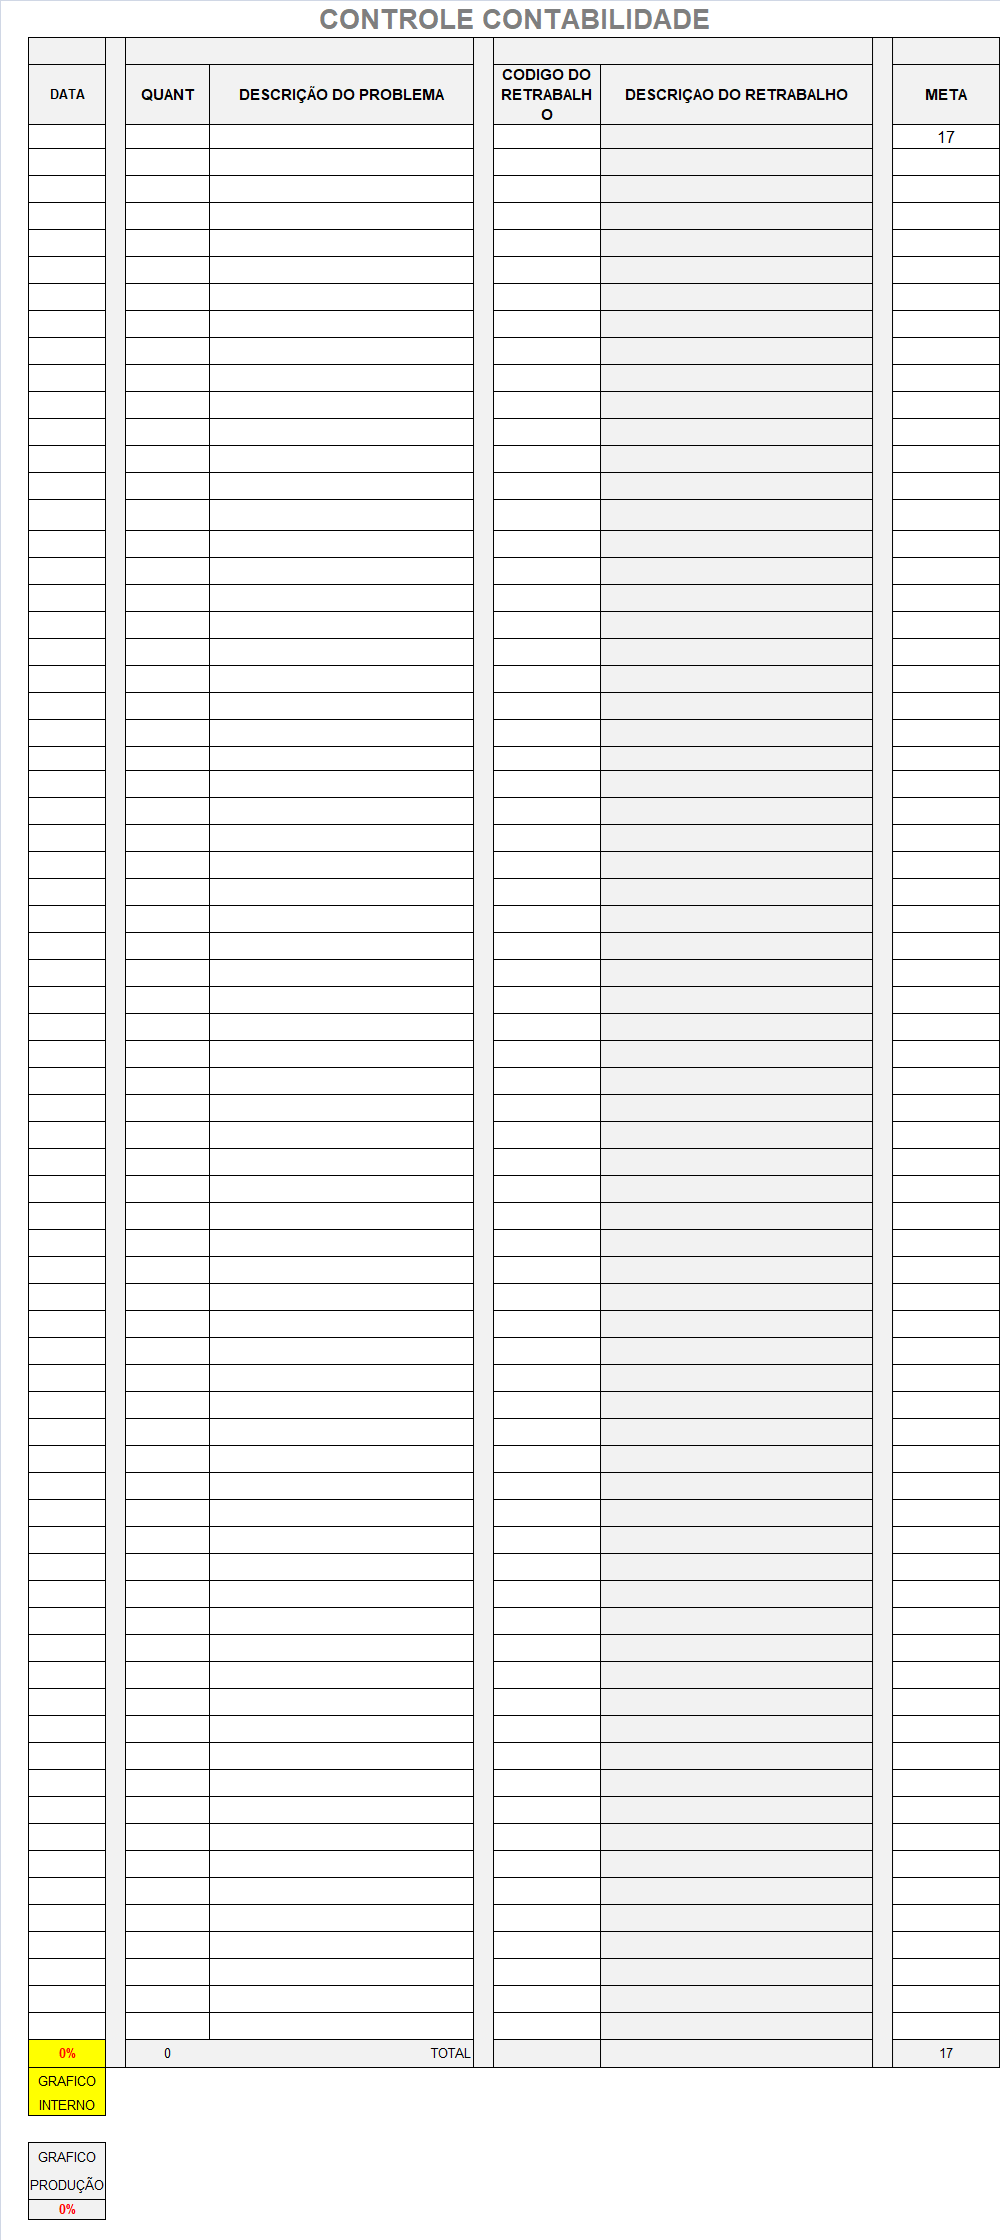 CONTROLE CONTABILIDADE
DATA
QUANT
DESCRIÇÃO DO PROBLEMA
CODIGO DO
RETRABALH
O
DESCRIÇAO DO RETRABALHO
META
17
0%
0
TOTAL
17
GRAFICO
INTERNO
GRAFICO
PRODUÇÃO
0%